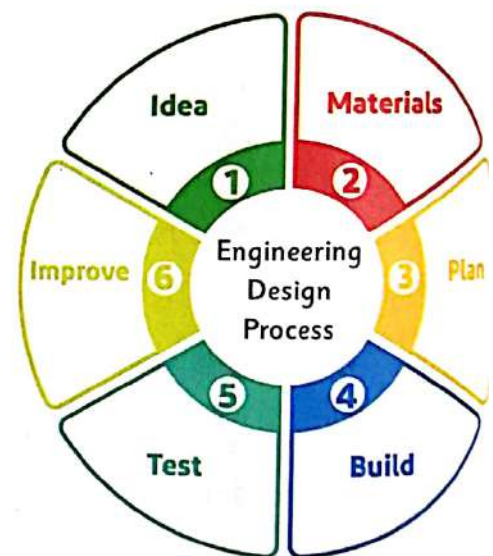 Idea
1
Materials
2
Plan
3
Build
4
Test
5
Improve
6
Engineering
Design
Process